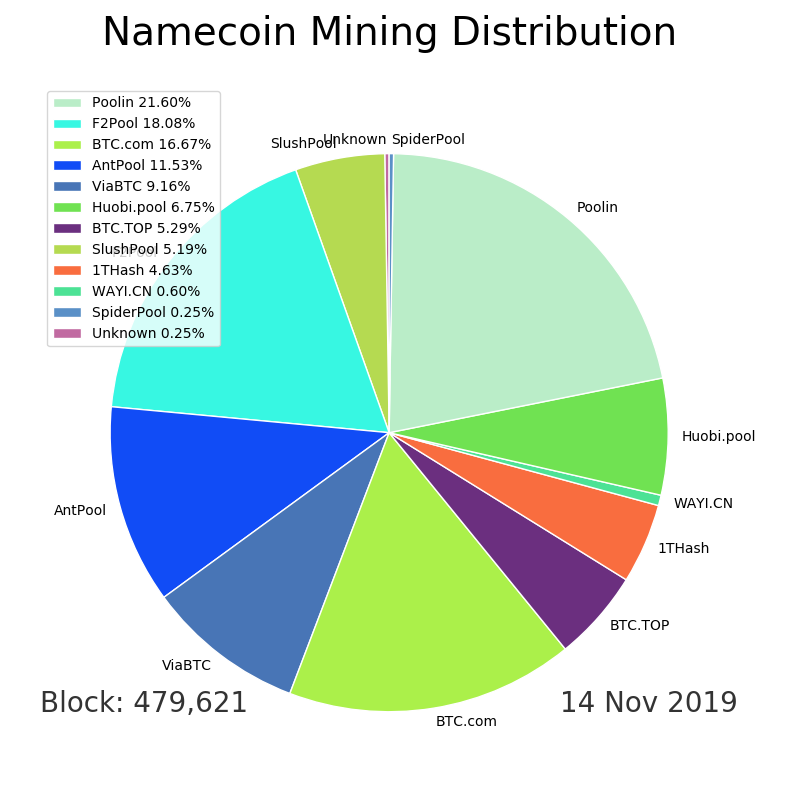 Namecoin Mining Distribution
Poolin 21.60%
F2Pool 18.08%
BTC.com 16.67%
AntPool 11.53%
ViaBTC 9.16%
Huobi.pool 6.75%
BTC.TOP 5.29%
SlushPool 5.19%
1THash 4.63%
WAYI.CN 0.60%
SpiderPool 0.25%
Unknown 0.25%
SlushPool
Unknown
SpiderPool
Poolin
F2Pool
Huobi.pool
WAYI.CN
AntPool
1THash
BTC.TOP
ViaBTC
BTC.com
Block: 479,621
14 Nov 2019